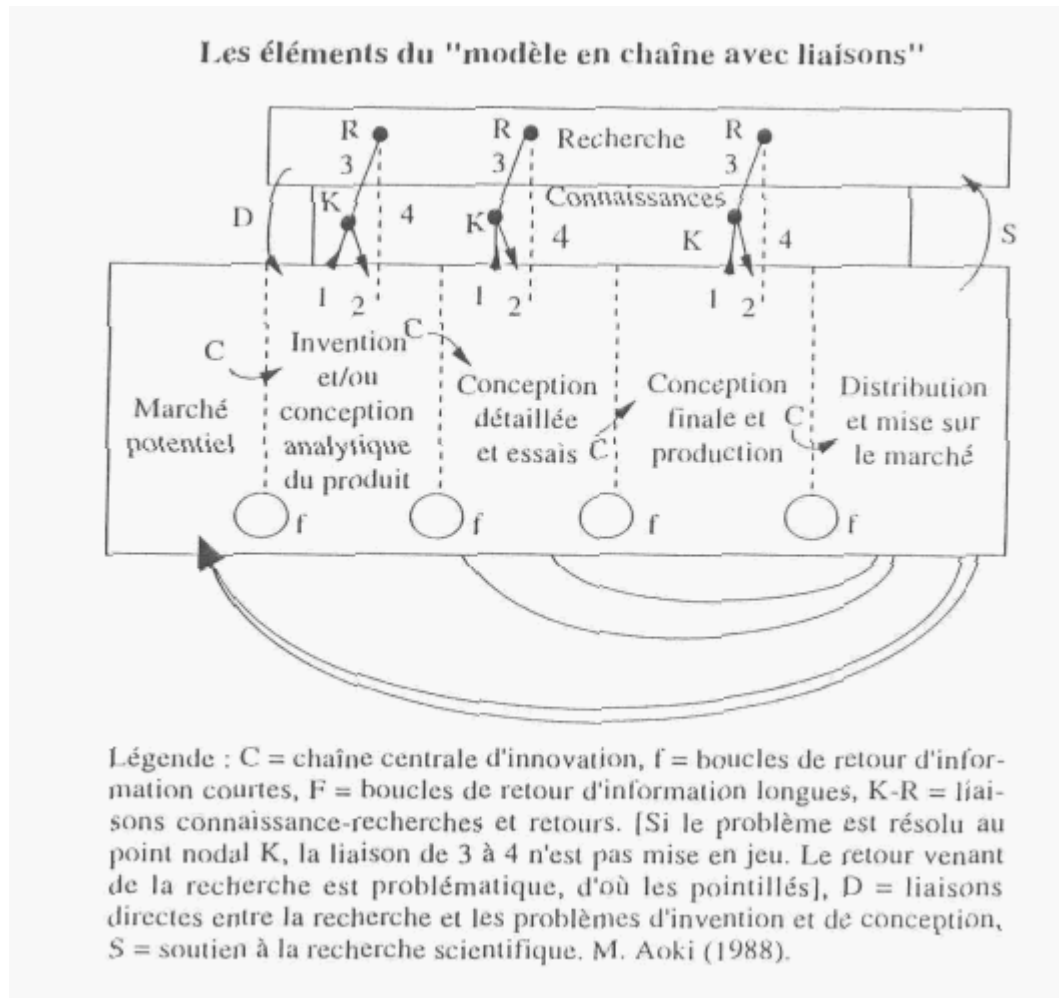 Les éléments du "modèle en chaîne avec liaisons"
R R Recherche R
3 3 3
K Connaissances
D 4 K 4 K 4 S
1 2 1 2 1 2
C Invention C
et/ou Conception Conception Distribution
Marché conception détaillée finale et C et mise sur
potentiel analytique et essais C production le marché
du produit
f f f f
Légende : C = chaîne centrale d'innovation, f = boucles de retour d'infor-
mation courtes, F = boucles de retour d'information longues, K-R = liai-
sons connaissance-recherches et retours. [Si le problème est résolu au
point nodal K, la liaison de 3 à 4 n'est pas mise en jeu. Le retour venant
de la recherche est problématique, d'où les pointillés], D = liaisons
directes entre la recherche et les problèmes d'invention et de conception,
S = soutien à la recherche scientifique. M. Aoki (1988).